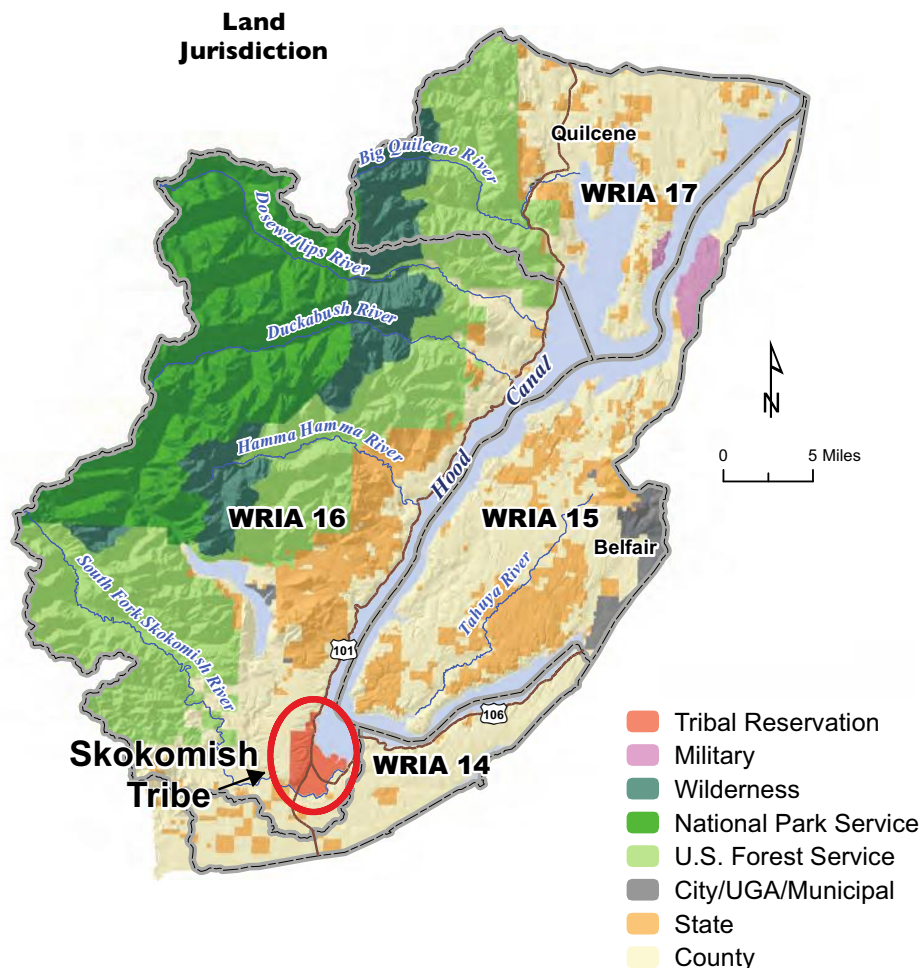 Land
Jurisdiction
Quilcene
Big Quilcene River
WRIA 17
Dosewallips River
Duckabush River
Hood Canal
N
0 5 Miles
Hamma Hamma River
WRIA 16
WRIA 15
Belfair
South Fork Skokomish River
Tahuya River
101
106
Skokomish
Tribe
WRIA 14
Tribal Reservation
Military
Wilderness
National Park Service
U.S. Forest Service
City/UGA/Municipal
State
County